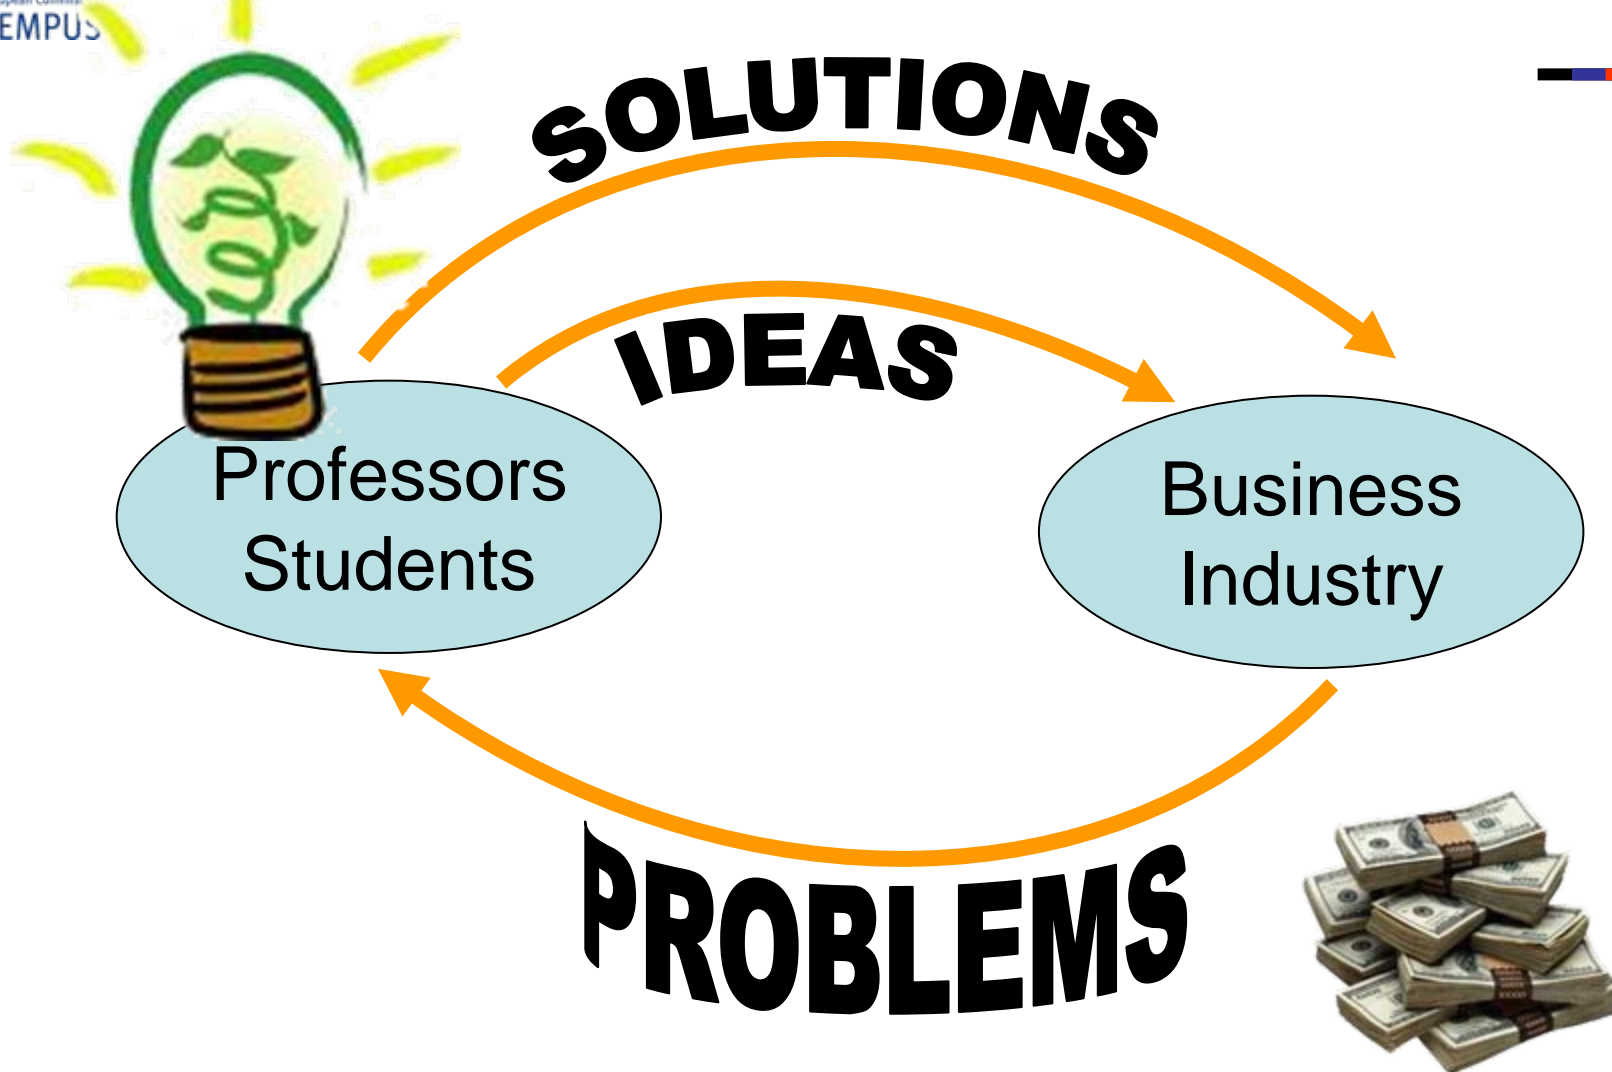 EMPUS
SOLUTIONS
IDEAS
Professors
Students
Business
Industry
PROBLEMS